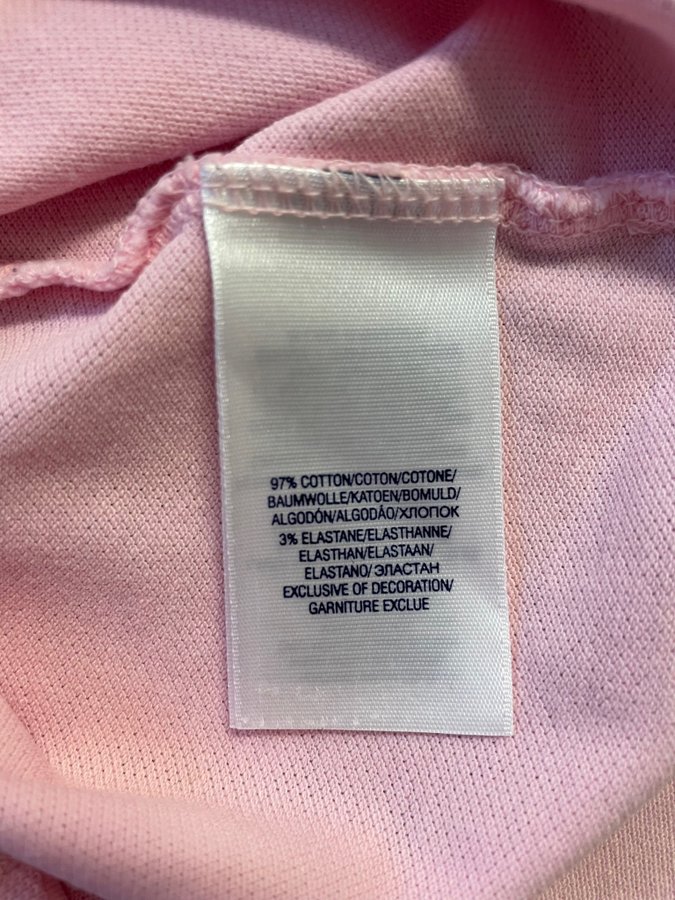 97% COTTON/COTON/COTONE/
BAUMWOLLE/KATOEN/BOMULD/
ALGODÓN/ALGODÃO/ХЛОПОК
3% ELASTANE/ELASTHANNE/
ELASTHAN/ELASTAAN/
ELASTANO/ЭЛАСТАН
EXCLUSIVE OF DECORATION/
GARNITURE EXCLUE